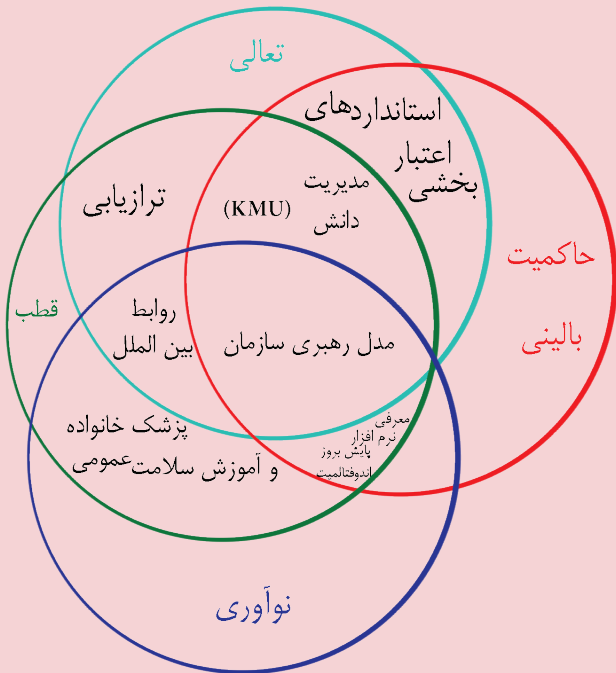 تعالی
استانداردهای
اعتبار
بخشی
مدیریت
دانش
(KMU)
ترازیابی
حاکمیت
بالینی
قطب
روابط
بین الملل
مدل رهبری سازمان
معرفی
نرم افزار
پایش بروز
اندوفتالمیت
پزشک خانواده
و آموزش سلامت عمومی
نوآوری